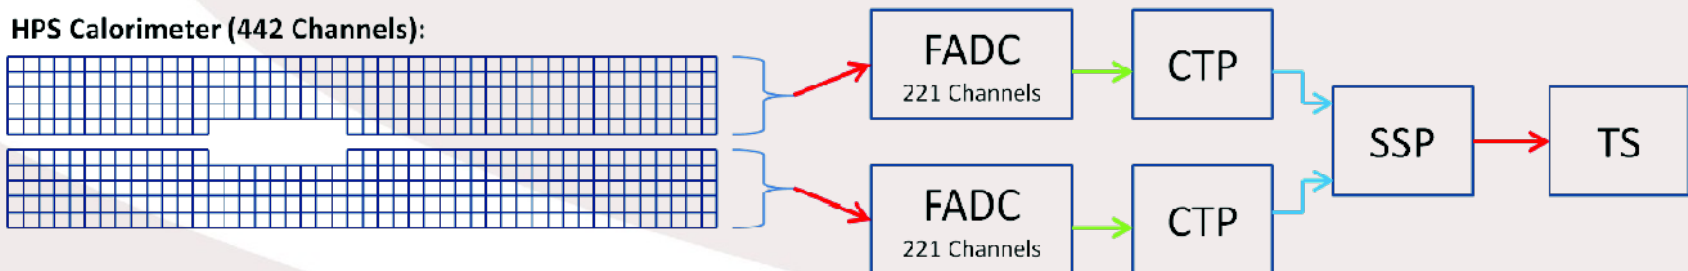 HPS Calorimeter (442 Channels):
FADC
221 Channels
CTP
SSP
TS
FADC
221 Channels
CTP